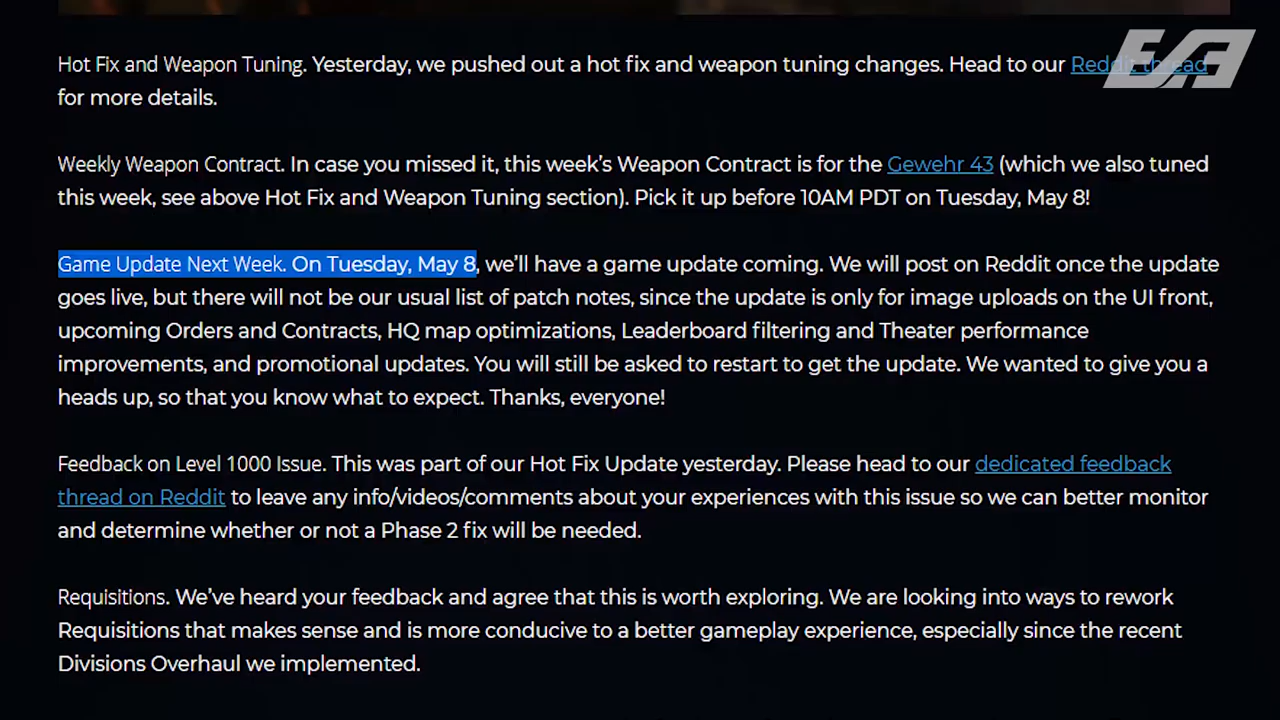 Hot Fix and Weapon Tuning. Yesterday, we pushed out a hot fix and weapon tuning changes. Head to our Reddit thread
for more details.
Weekly Weapon Contract. In case you missed it, this week’s Weapon Contract is for the Gewehr 43 (which we also tuned
this week, see above Hot Fix and Weapon Tuning section). Pick it up before 10AM PDT on Tuesday, May 8!
Game Update Next Week. On Tuesday, May 8, we’ll have a game update coming. We will post on Reddit once the update
goes live, but there will not be our usual list of patch notes, since the update is only for image uploads on the UI front,
upcoming Orders and Contracts, HQ map optimizations, Leaderboard filtering and Theater performance
improvements, and promotional updates. You will still be asked to restart to get the update. We wanted to give you a
heads up, so that you know what to expect. Thanks, everyone!
Feedback on Level 1000 Issue. This was part of our Hot Fix Update yesterday. Please head to our dedicated feedback
thread on Reddit to leave any info/videos/comments about your experiences with this issue so we can better monitor
and determine whether or not a Phase 2 fix will be needed.
Requisitions. We’ve heard your feedback and agree that this is worth exploring. We are looking into ways to rework
Requisitions that makes sense and is more conducive to a better gameplay experience, especially since the recent
Divisions Overhaul we implemented.